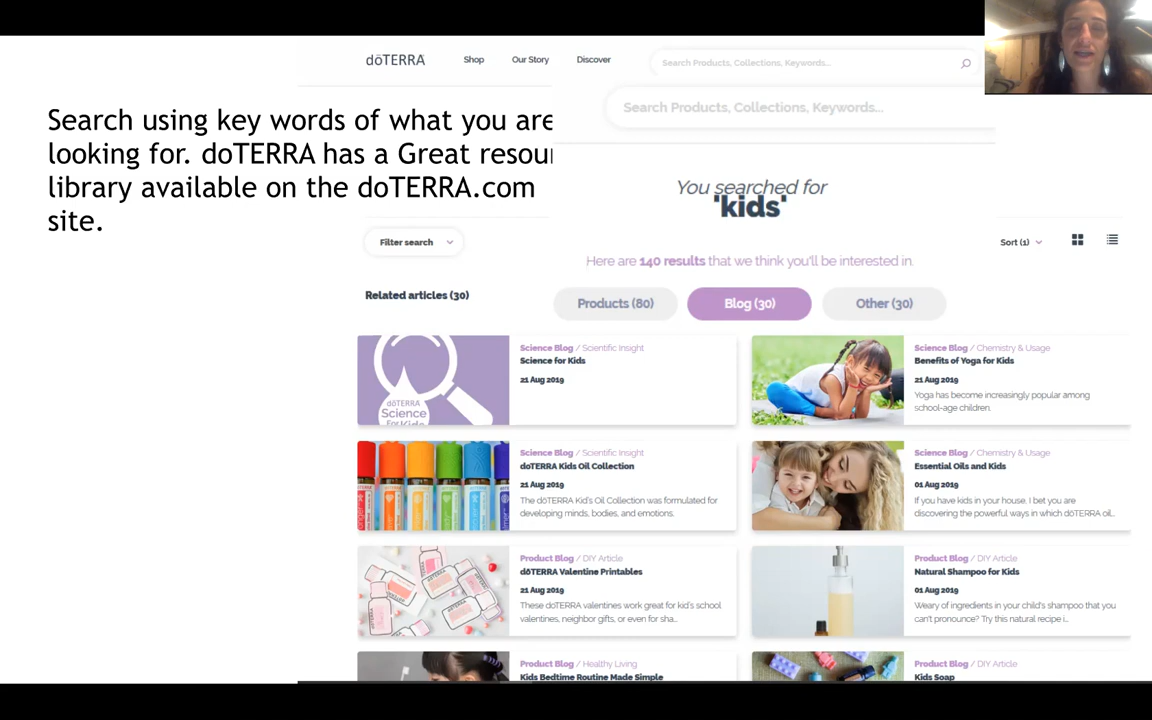 dōTERRA
Shop
Our Story
Discover
Search Products, Collections, Keywords...
Search Products, Collections, Keywords...
Search using key words of what you are
looking for. doTERRA has a Great resour
library available on the doTERRA.com
site.
You searched for
'kids'
Filter search
Sort (1)
Here are 140 results that we think you'll be interested in.
Related articles (30)
Products (80)
Blog (30)
Other (30)
dōTERRA
Science
For Kids
Science Blog / Scientific Insight
Science for Kids
21 Aug 2019
Science Blog / Chemistry & Usage
Benefits of Yoga for Kids
21 Aug 2019
Yoga has become increasingly popular among
school-age children.
Science Blog / Scientific Insight
doTERRA Kids Oil Collection
21 Aug 2019
The dōTERRA Kid's Oil Collection was formulated for
developing minds, bodies, and emotions.
Science Blog / Chemistry & Usage
Essential Oils and Kids
01 Aug 2019
If you have kids in your house, I bet you are
discovering the powerful ways in which dōTERRA oil...
Product Blog / DIY Article
dōTERRA Valentine Printables
21 Aug 2019
These doTERRA valentines work great for kid's school
valentines, neighbor gifts, or even for sha...
Product Blog / DIY Article
Natural Shampoo for Kids
01 Aug 2019
Weary of ingredients in your child's shampoo that you
can't pronounce? Try this natural recipe i...
Product Blog / Healthy Living
Kids Bedtime Routine Made Simple
Product Blog / DIY Article
Kids Soap